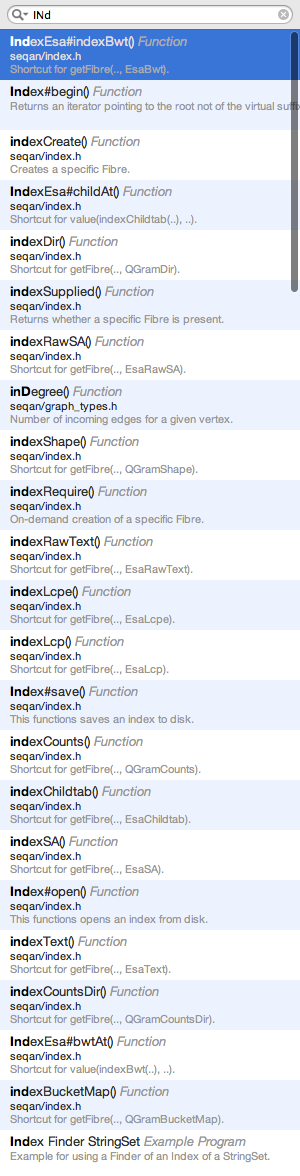 INd
IndexEsa#indexBwt() Function
seqan/index.h
Shortcut for getFibre(.., EsaBwt).
Index#begin() Function
Returns an iterator pointing to the root not of the virtual suffix
indexCreate() Function
seqan/index.h
Creates a specific Fibre.
IndexEsa#childAt() Function
seqan/index.h
Shortcut for value(indexChildtab(..), ..).
indexDir() Function
seqan/index.h
Shortcut for getFibre(.., QGramDir).
indexSupplied() Function
seqan/index.h
Returns whether a specific Fibre is present.
indexRawSA() Function
seqan/index.h
Shortcut for getFibre(.., EsaRawSA).
inDegree() Function
seqan/graph_types.h
Number of incoming edges for a given vertex.
indexShape() Function
seqan/index.h
Shortcut for getFibre(.., QGramShape).
indexRequire() Function
seqan/index.h
On-demand creation of a specific Fibre.
indexRawText() Function
seqan/index.h
Shortcut for getFibre(.., EsaRawText).
indexLcpe() Function
seqan/index.h
Shortcut for getFibre(.., EsaLcpe).
indexLcp() Function
seqan/index.h
Shortcut for getFibre(.., EsaLcp).
Index#save() Function
seqan/index.h
This functions saves an index to disk.
indexCounts() Function
seqan/index.h
Shortcut for getFibre(.., QGramCounts).
indexChildtab() Function
seqan/index.h
Shortcut for getFibre(.., EsaChildtab).
indexSA() Function
seqan/index.h
Shortcut for getFibre(.., EsaSA).
Index#open() Function
seqan/index.h
This functions opens an index from disk.
indexText() Function
seqan/index.h
Shortcut for getFibre(.., EsaText).
indexCountsDir() Function
seqan/index.h
Shortcut for getFibre(.., QGramCountsDir).
IndexEsa#bwtAt() Function
seqan/index.h
Shortcut for value(indexBwt(..), ..).
indexBucketMap() Function
seqan/index.h
Shortcut for getFibre(.., QGramBucketMap).
Index Finder StringSet Example Program
Example for using a Finder of an Index of a StringSet.